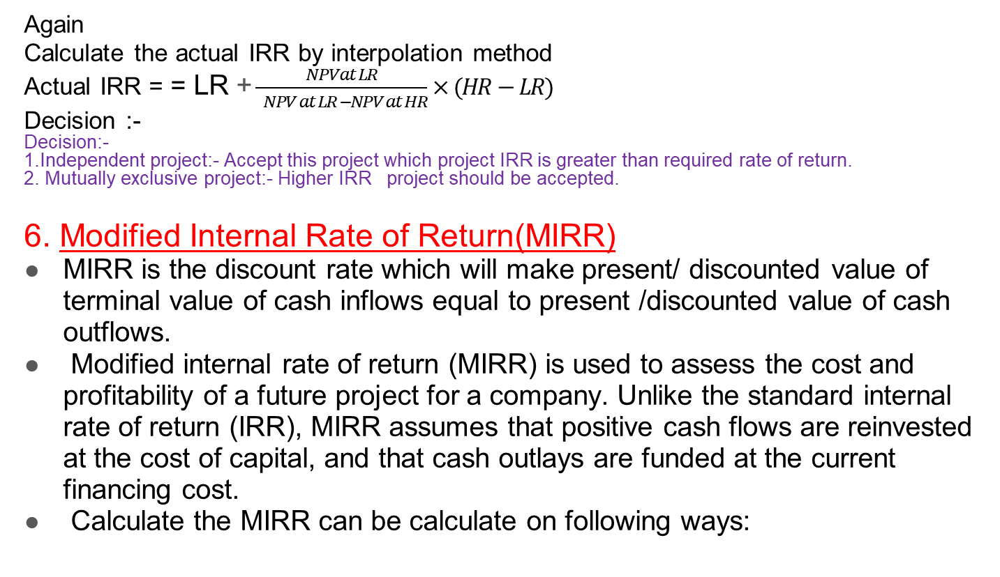 Again
Calculate the actual IRR by interpolation method
Actual IRR = = LR + \frac{NPVat LR}{NPV at LR –NPV at HR} × (HR – LR)
Decision :-
Decision:-
1.Independent project:- Accept this project which project IRR is greater than required rate of return.
2. Mutually exclusive project:- Higher IRR project should be accepted.
6. Modified Internal Rate of Return(MIRR)
● MIRR is the discount rate which will make present/ discounted value of
terminal value of cash inflows equal to present /discounted value of cash
outflows.
● Modified internal rate of return (MIRR) is used to assess the cost and
profitability of a future project for a company. Unlike the standard internal
rate of return (IRR), MIRR assumes that positive cash flows are reinvested
at the cost of capital, and that cash outlays are funded at the current
financing cost.
● Calculate the MIRR can be calculate on following ways: